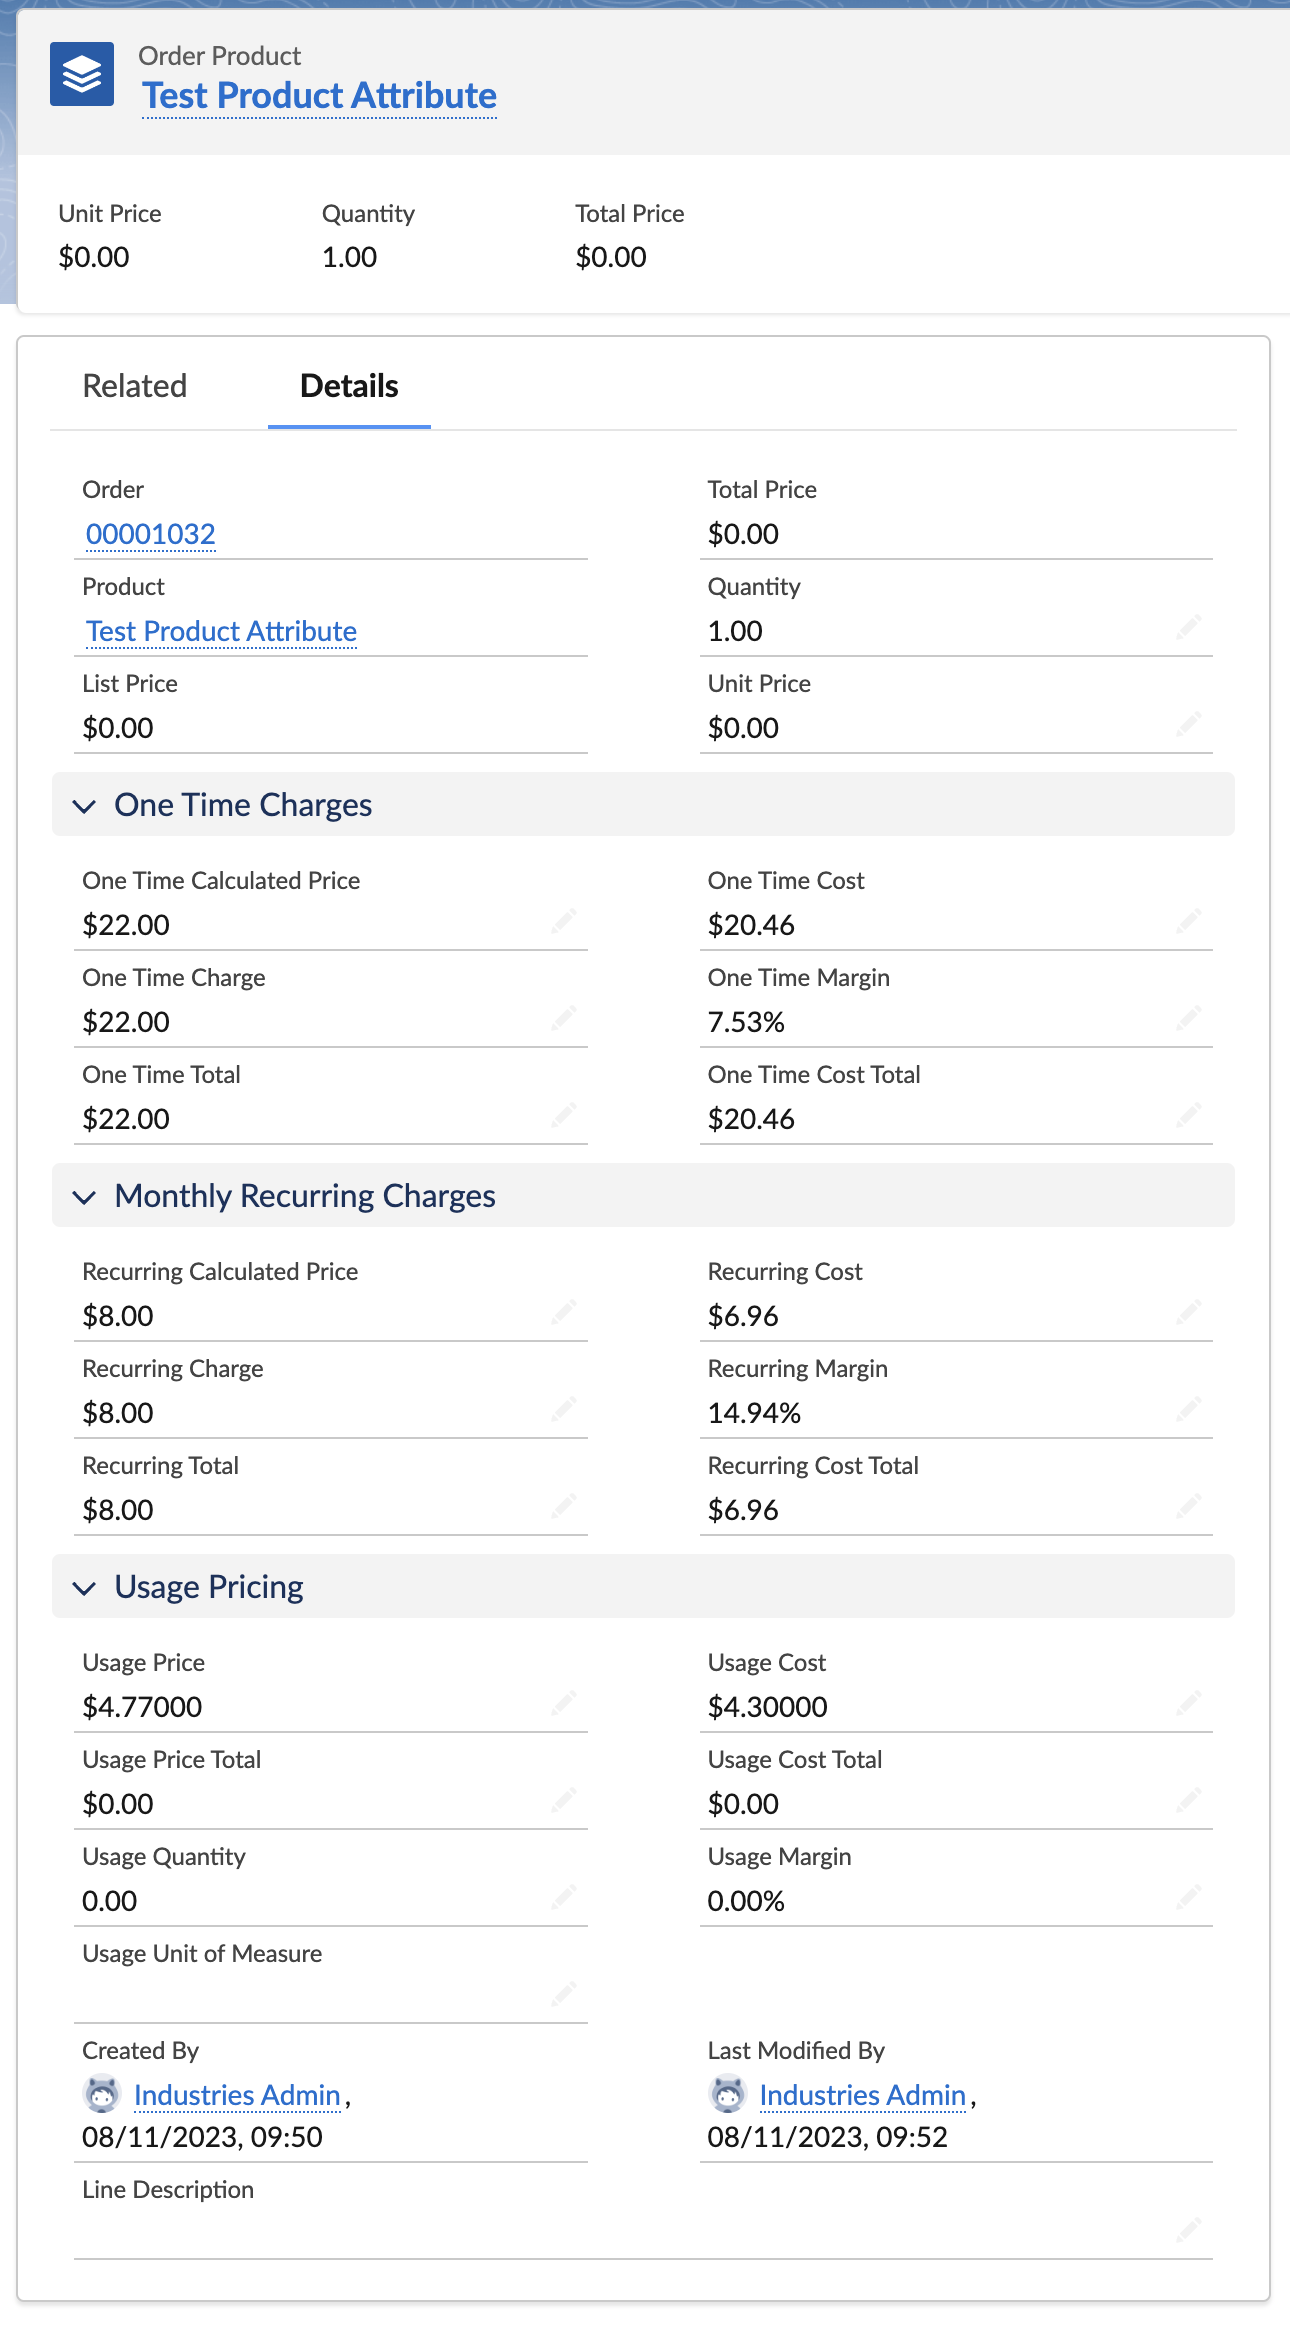 Order Product
Test Product Attribute
Unit Price Quantity Total Price
$0.00 1.00 $0.00
Related Details
Order Total Price
00001032 $0.00
Product Quantity
Test Product Attribute 1.00
List Price Unit Price
$0.00 $0.00
One Time Charges
One Time Calculated Price One Time Cost
$22.00 $20.46
One Time Charge One Time Margin
$22.00 7.53%
One Time Total One Time Cost Total
$22.00 $20.46
Monthly Recurring Charges
Recurring Calculated Price Recurring Cost
$8.00 $6.96
Recurring Charge Recurring Margin
$8.00 14.94%
Recurring Total Recurring Cost Total
$8.00 $6.96
Usage Pricing
Usage Price Usage Cost
$4.77000 $4.30000
Usage Price Total Usage Cost Total
$0.00 $0.00
Usage Quantity Usage Margin
0.00 0.00%
Usage Unit of Measure
Created By Last Modified By
Industries Admin, Industries Admin,
08/11/2023, 09:50 08/11/2023, 09:52
Line Description